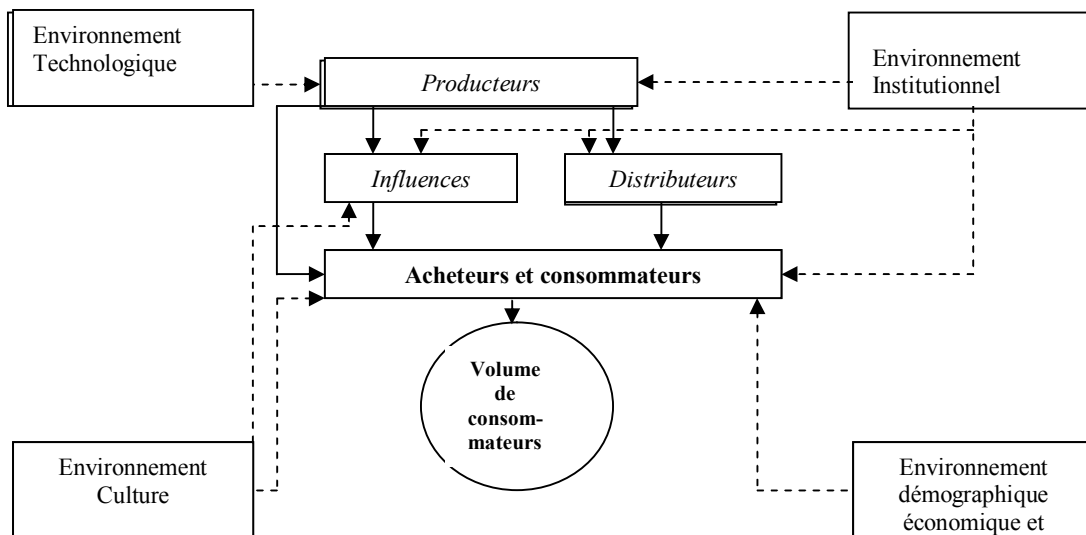 Environnement
Technologique
Environnement
Institutionnel
Producteurs
Influences
Distributeurs
Acheteurs et consommateurs
Volume
de
consom-
mateurs
Environnement
Culture
Environnement
démographique
économique et